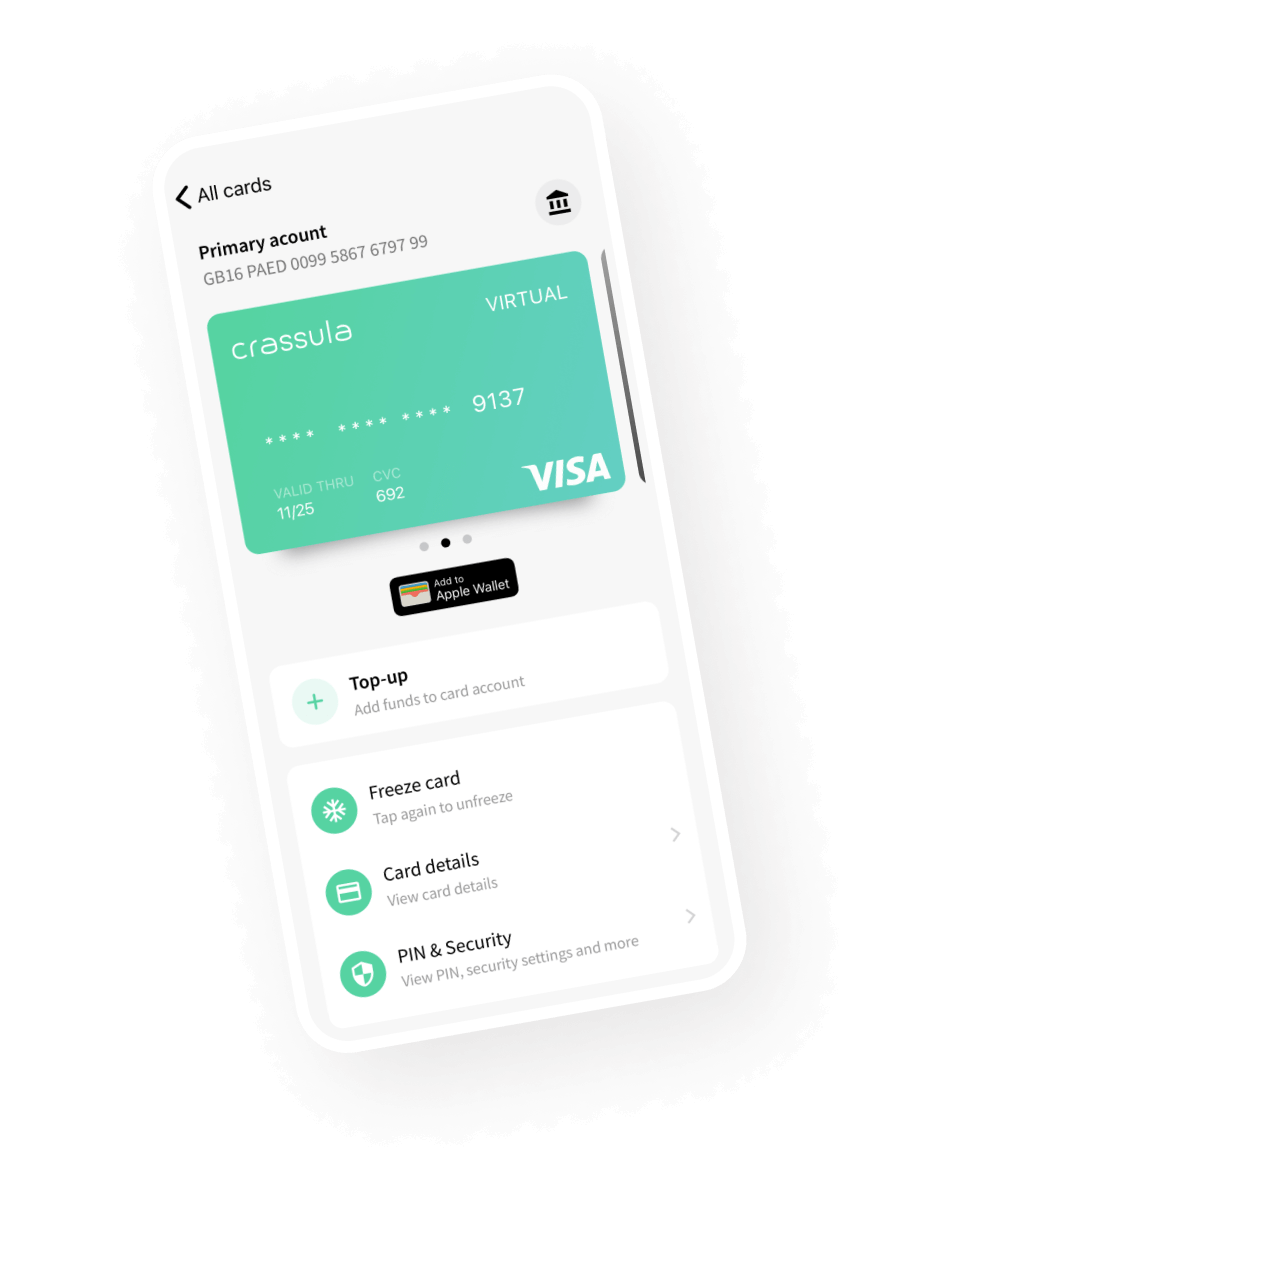 All cards
Primary acount
GB16 PAED 0099 5867 6797 99
crassula
VIRTUAL
**** **** **** 9137
VALID THRU
11/25
CVC
692
VISA
Add to
Apple Wallet
Top-up
Add funds to card account
Freeze card
Tap again to unfreeze
Card details
View card details
PIN & Security
View PIN, security settings and more